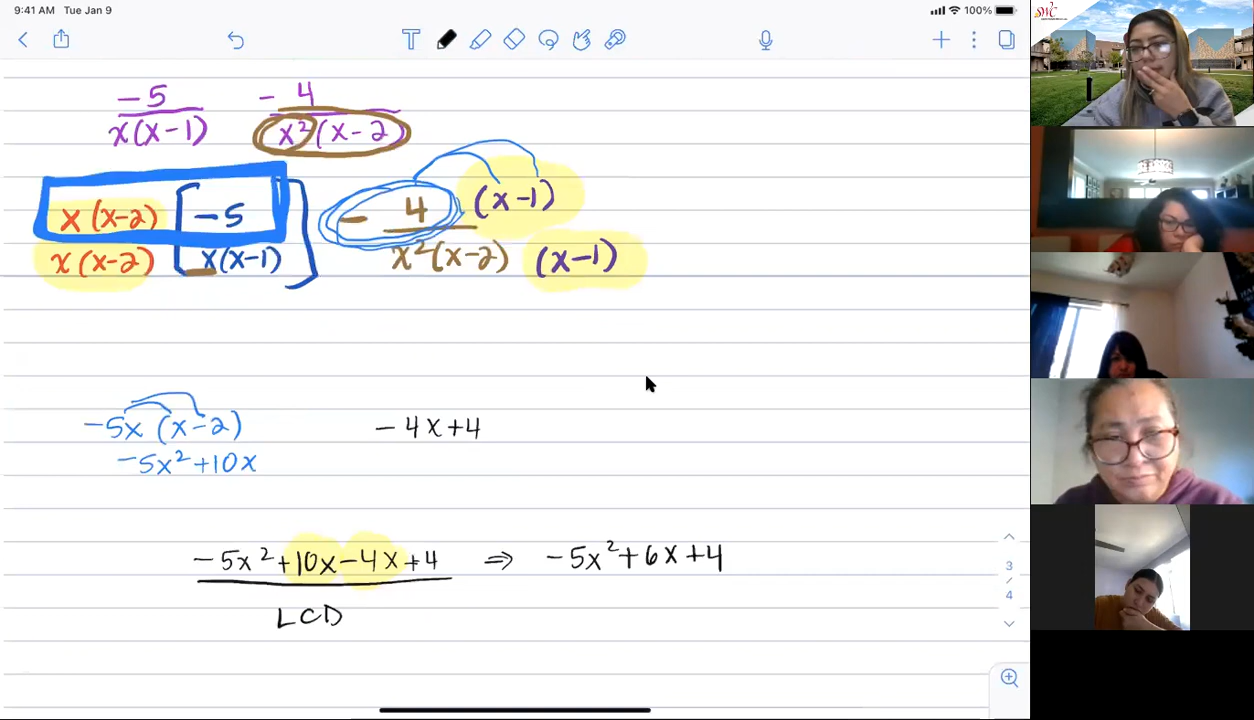 9:41 AM Tue Jan 9
100%
SWC
T
−5/x(x−1) − 4/x²(x−2)
x(x−2) [ −5 ] − 4 (x−1)
x(x−2) [ x(x−1) ] x²(x−2) (x−1)
−5x (x−2)
−4x+4
−5x² +10x
−5x² +10x −4x +4 ⇒ −5x² + 6x + 4
LCD
3
/
4